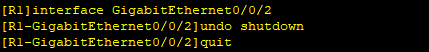 [R1]interface GigabitEthernet0/0/2
[R1-GigabitEthernet0/0/2]undo shutdown
[R1-GigabitEthernet0/0/2]quit